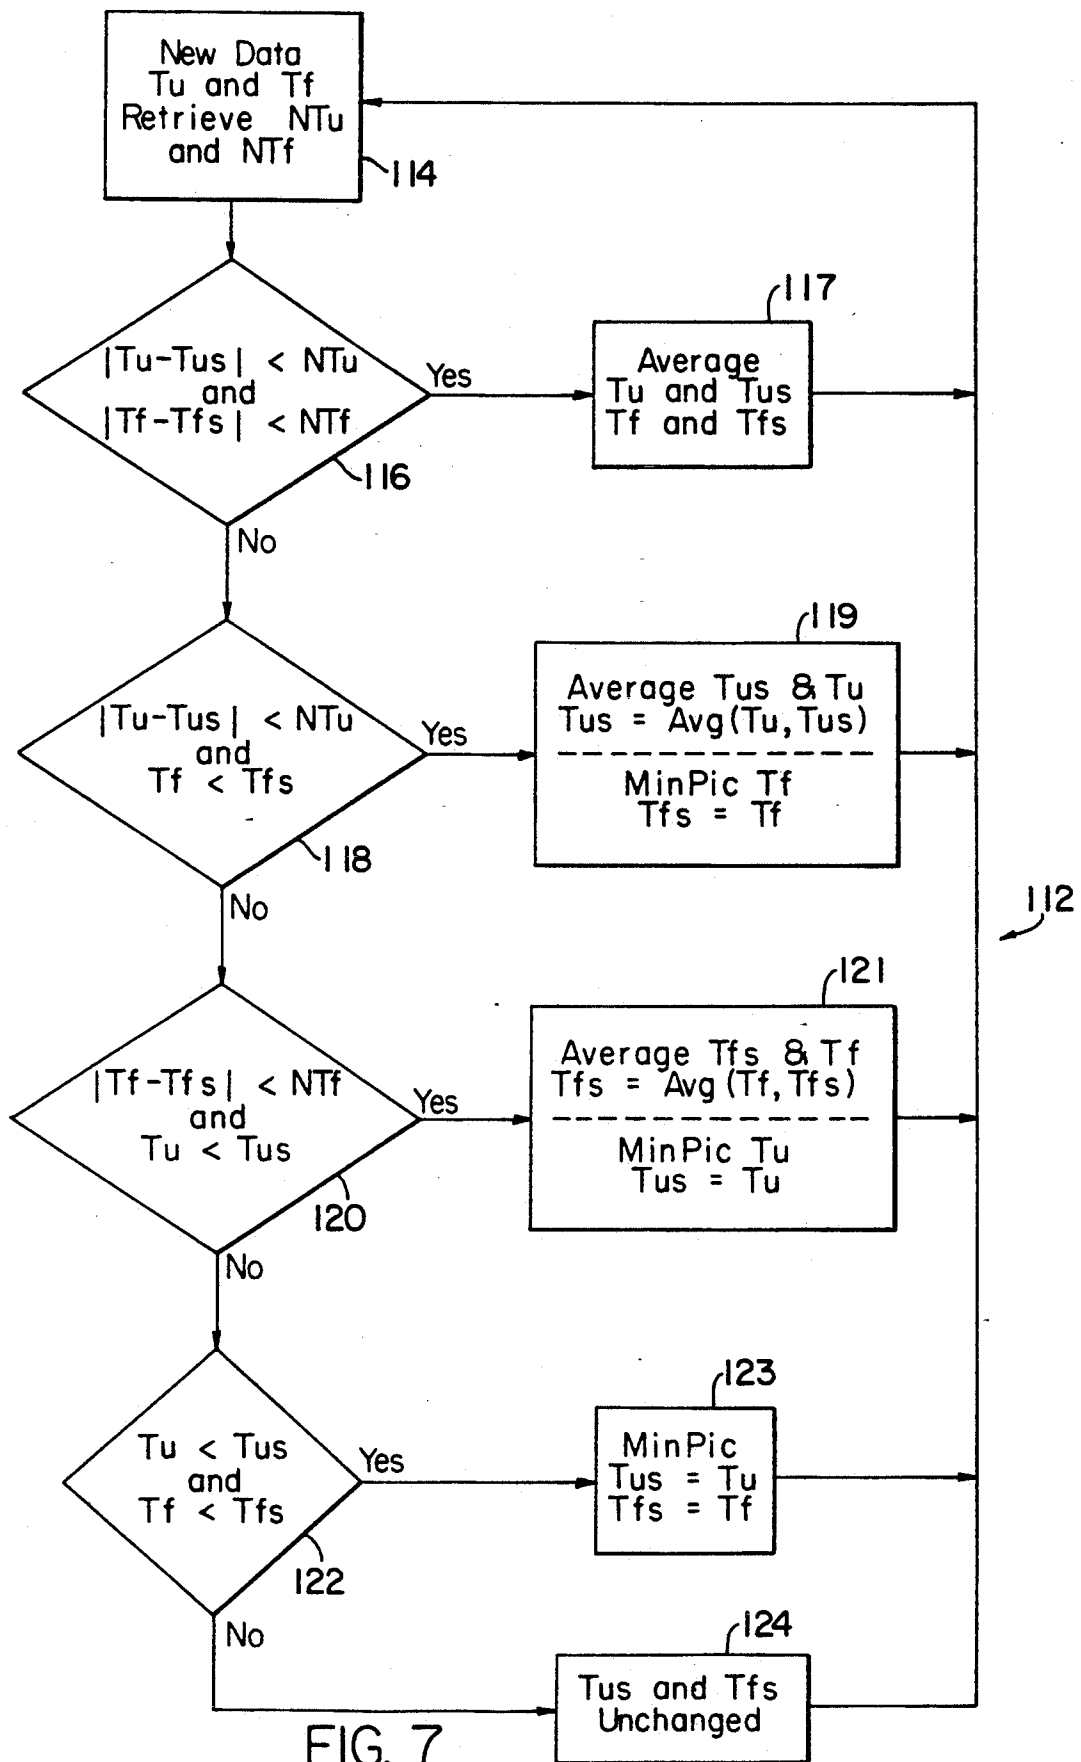 New Data
Tu and Tf
Retrieve NTu
and NTf
114
|Tu-Tus| < NTu
and
|Tf-Tfs| < NTf
116
Yes
No
117
Average
Tu and Tus
Tf and Tfs
|Tu-Tus| < NTu
and
Tf < Tfs
118
Yes
No
119
Average Tus & Tu
Tus = Avg(Tu,Tus)
MinPic Tf
Tfs = Tf
112
|Tf-Tfs| < NTf
and
Tu < Tus
120
Yes
No
121
Average Tfs & Tf
Tfs = Avg(Tf,Tfs)
MinPic Tu
Tus = Tu
Tu < Tus
and
Tf < Tfs
122
Yes
No
123
MinPic
Tus = Tu
Tfs = Tf
124
Tus and Tfs
Unchanged
FIG. 7